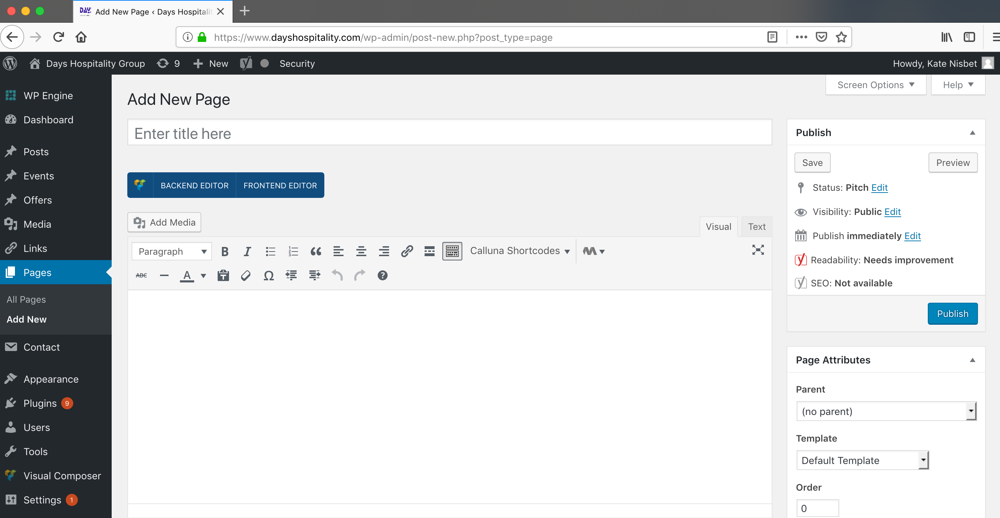 DAY!
Add New Page ‹ Days Hospitalit
https://www.dayshospitality.com/wp-admin/post-new.php?post_type=page
Days Hospitality Group 9 New Security
Howdy, Kate Nisbet
WP Engine
Dashboard
Posts
Events
Offers
Media
Links
Pages
All Pages
Add New
Contact
Appearance
Plugins 9
Users
Tools
Visual Composer
Settings 1
Screen Options Help
Add New Page
Enter title here
BACKEND EDITOR FRONTEND EDITOR
Add Media
Visual Text
Paragraph B I Calluna Shortcodes
ABC A Ω ?
Publish
Save Preview
Status: Pitch Edit
Visibility: Public Edit
Publish immediately Edit
Readability: Needs improvement
SEO: Not available
Publish
Page Attributes
Parent
(no parent)
Template
Default Template
Order
0